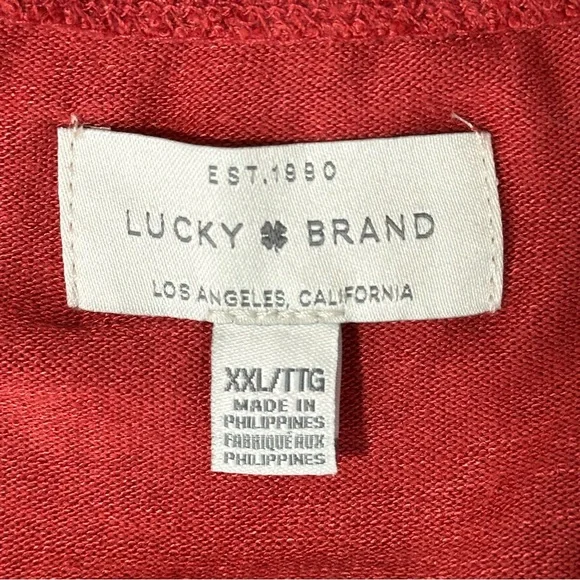 EST. 1990
LUCKY BRAND
LOS ANGELES, CALIFORNIA
XXL/TTG
MADE IN
PHILIPPINES
FABRIQUÉ AUX
PHILIPPINES